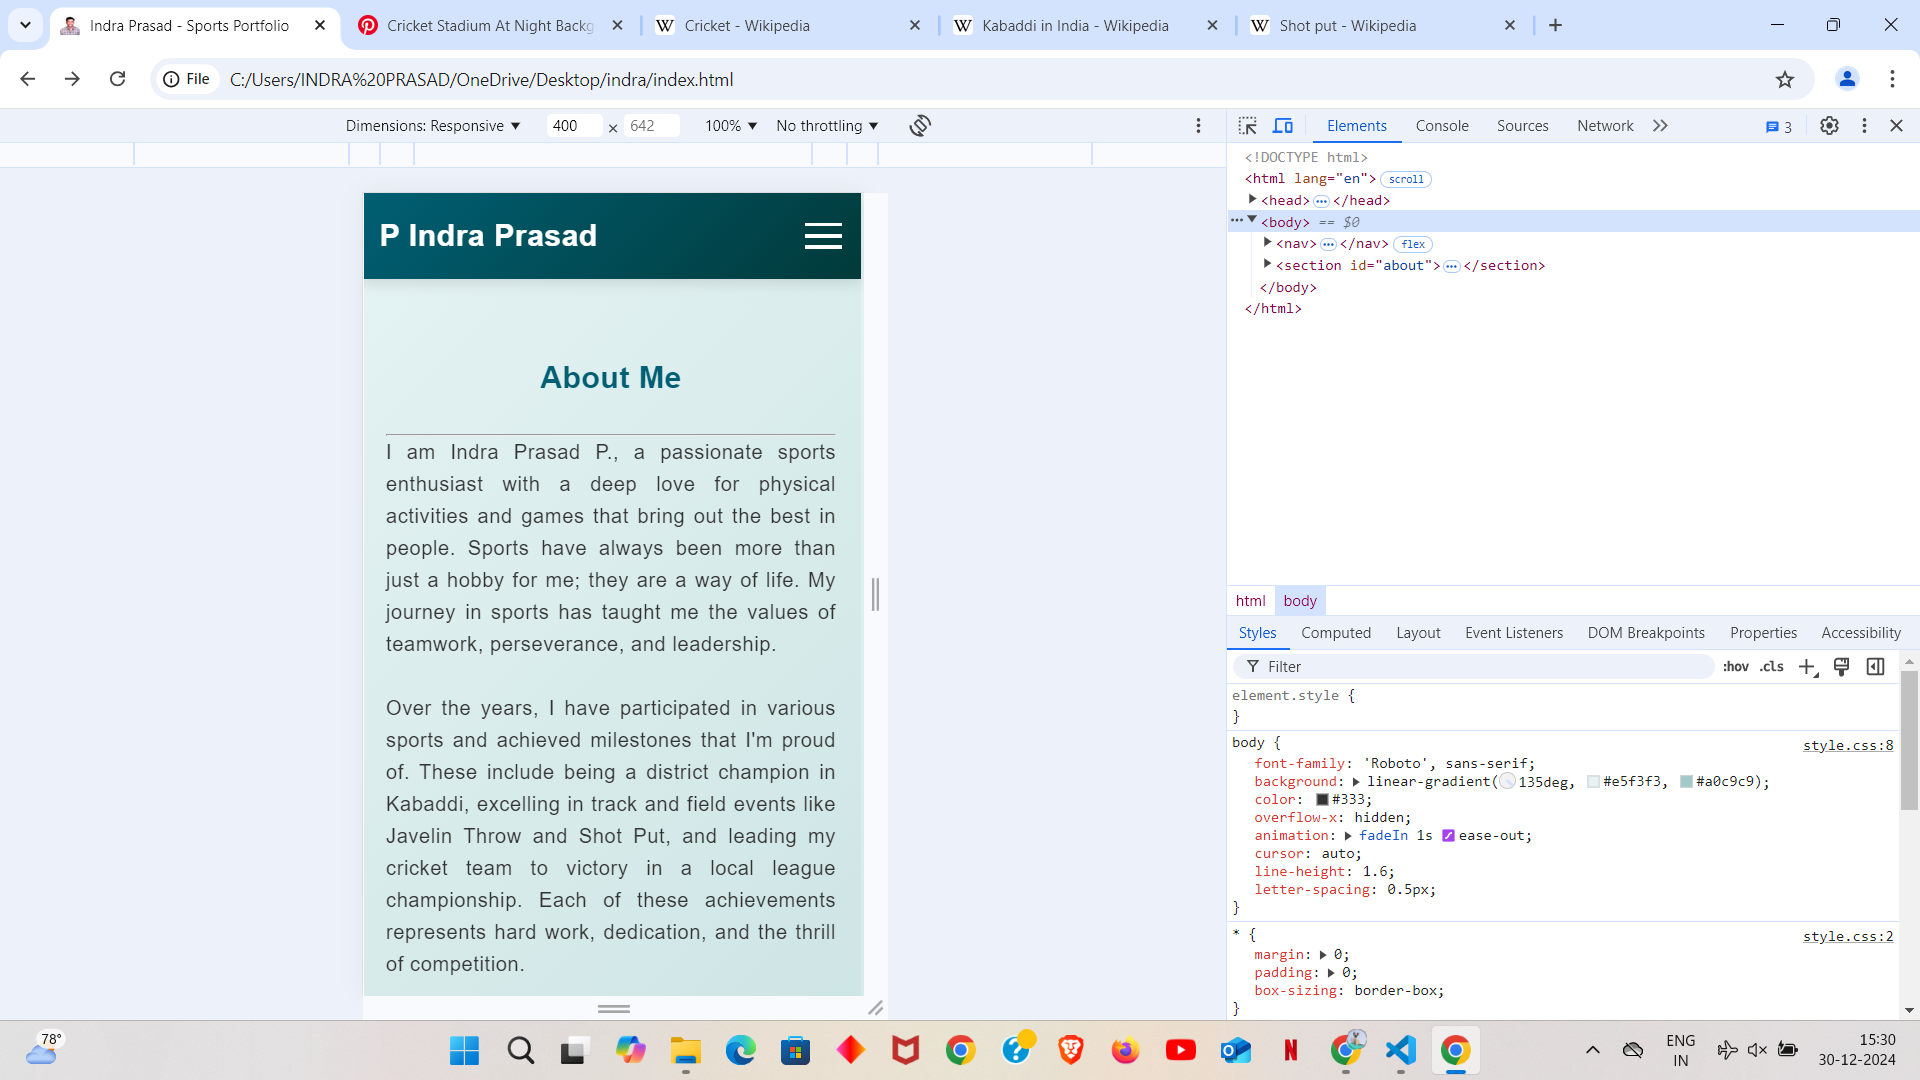 Indra Prasad - Sports Portfolio
Cricket Stadium At Night Backg
Cricket - Wikipedia
Kabaddi in India - Wikipedia
Shot put - Wikipedia
File
C:/Users/INDRA%20PRASAD/OneDrive/Desktop/indra/index.html
Dimensions: Responsive
400
×
642
100%
No throttling
Elements
Console
Sources
Network
3
P Indra Prasad
About Me
I am Indra Prasad P., a passionate sports
enthusiast with a deep love for physical
activities and games that bring out the best in
people. Sports have always been more than
just a hobby for me; they are a way of life. My
journey in sports has taught me the values of
teamwork, perseverance, and leadership.
Over the years, I have participated in various
sports and achieved milestones that I'm proud
of. These include being a district champion in
Kabaddi, excelling in track and field events like
Javelin Throw and Shot Put, and leading my
cricket team to victory in a local league
championship. Each of these achievements
represents hard work, dedication, and the thrill
of competition.
<!DOCTYPE html>
<html lang="en"> scroll
<head> ••• </head>
••• <body> == $0
<nav> ••• </nav> flex
<section id="about"> ••• </section>
</body>
</html>
html
body
Styles
Computed
Layout
Event Listeners
DOM Breakpoints
Properties
Accessibility
Filter
:hov
.cls
element.style {
}
body {
style.css:8
font-family: 'Roboto', sans-serif;
background: linear-gradient(135deg, #e5f3f3, #a0c9c9);
color: #333;
overflow-x: hidden;
animation: fadeIn 1s ease-out;
cursor: auto;
line-height: 1.6;
letter-spacing: 0.5px;
}
* {
style.css:2
margin: 0;
padding: 0;
box-sizing: border-box;
}
78°
ENG
IN
15:30
30-12-2024